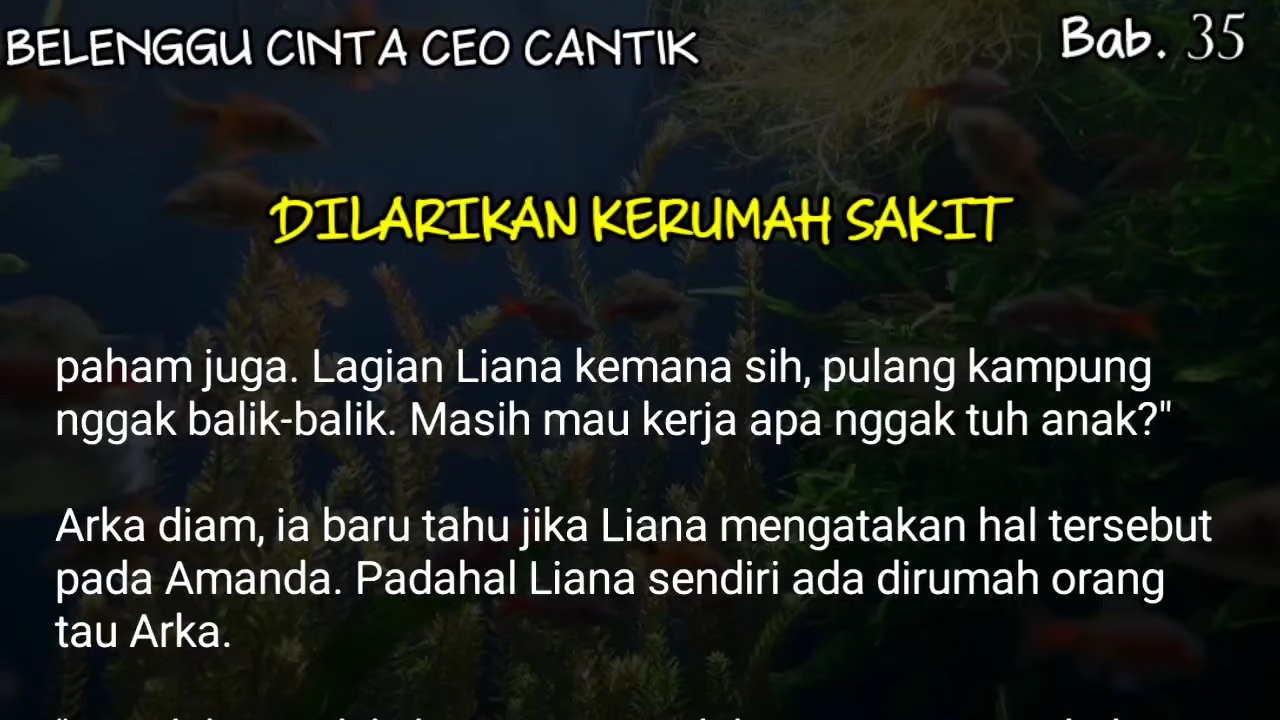 BELENGGU CINTA CEO CANTIK
Bab. 35
DILARIKAN KERUMAH SAKIT
paham juga. Lagian Liana kemana sih, pulang kampung
nggak balik-balik. Masih mau kerja apa nggak tuh anak?"
Arka diam, ia baru tahu jika Liana mengatakan hal tersebut
pada Amanda. Padahal Liana sendiri ada dirumah orang
tau Arka.